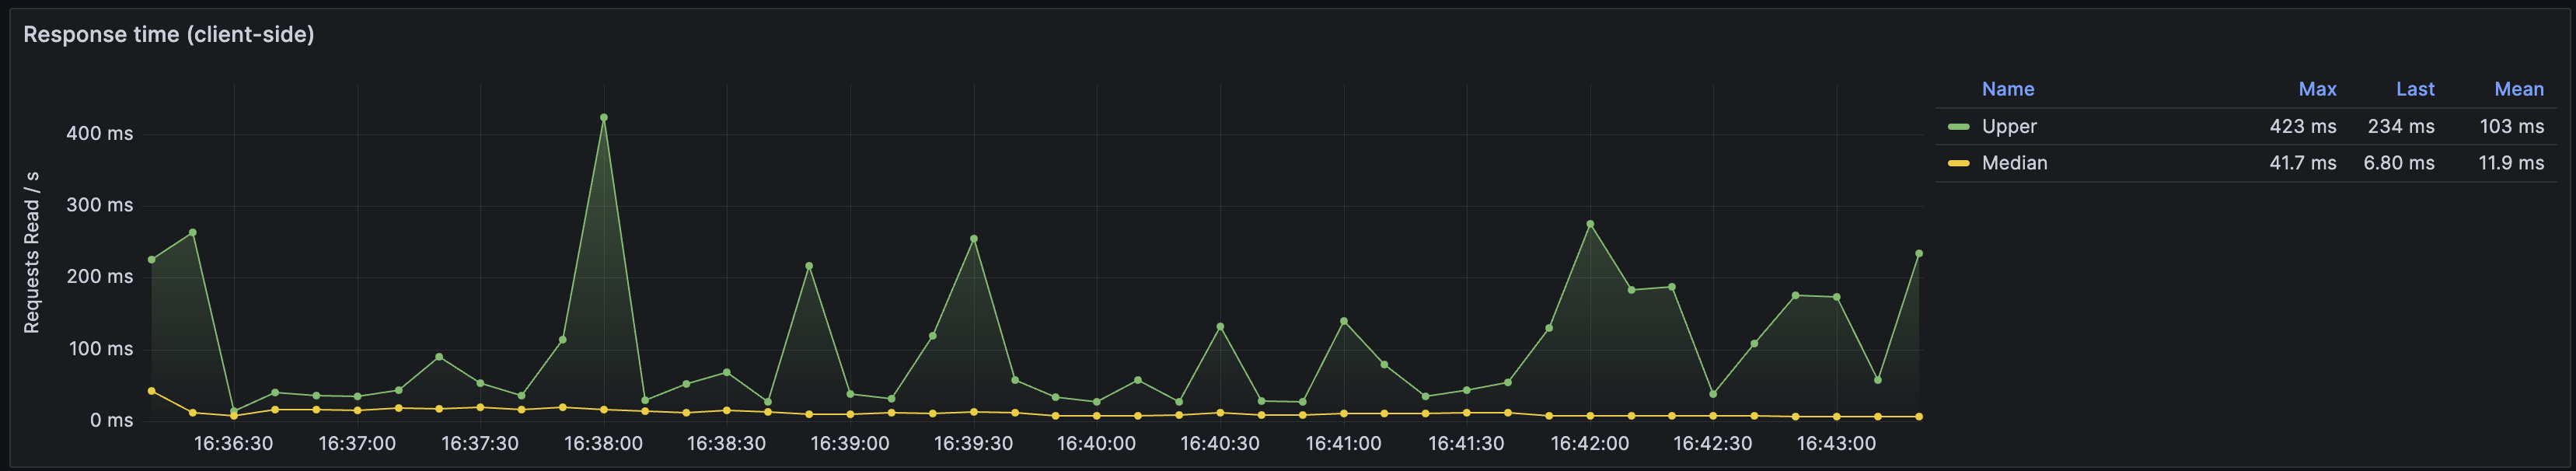 Response time (client-side)
Name Max Last Mean
Upper 423 ms 234 ms 103 ms
Median 41.7 ms 6.80 ms 11.9 ms
Requests Read / s
400 ms
300 ms
200 ms
100 ms
0 ms
16:36:30 16:37:00 16:37:30 16:38:00 16:38:30 16:39:00 16:39:30 16:40:00 16:40:30 16:41:00 16:41:30 16:42:00 16:42:30 16:43:00